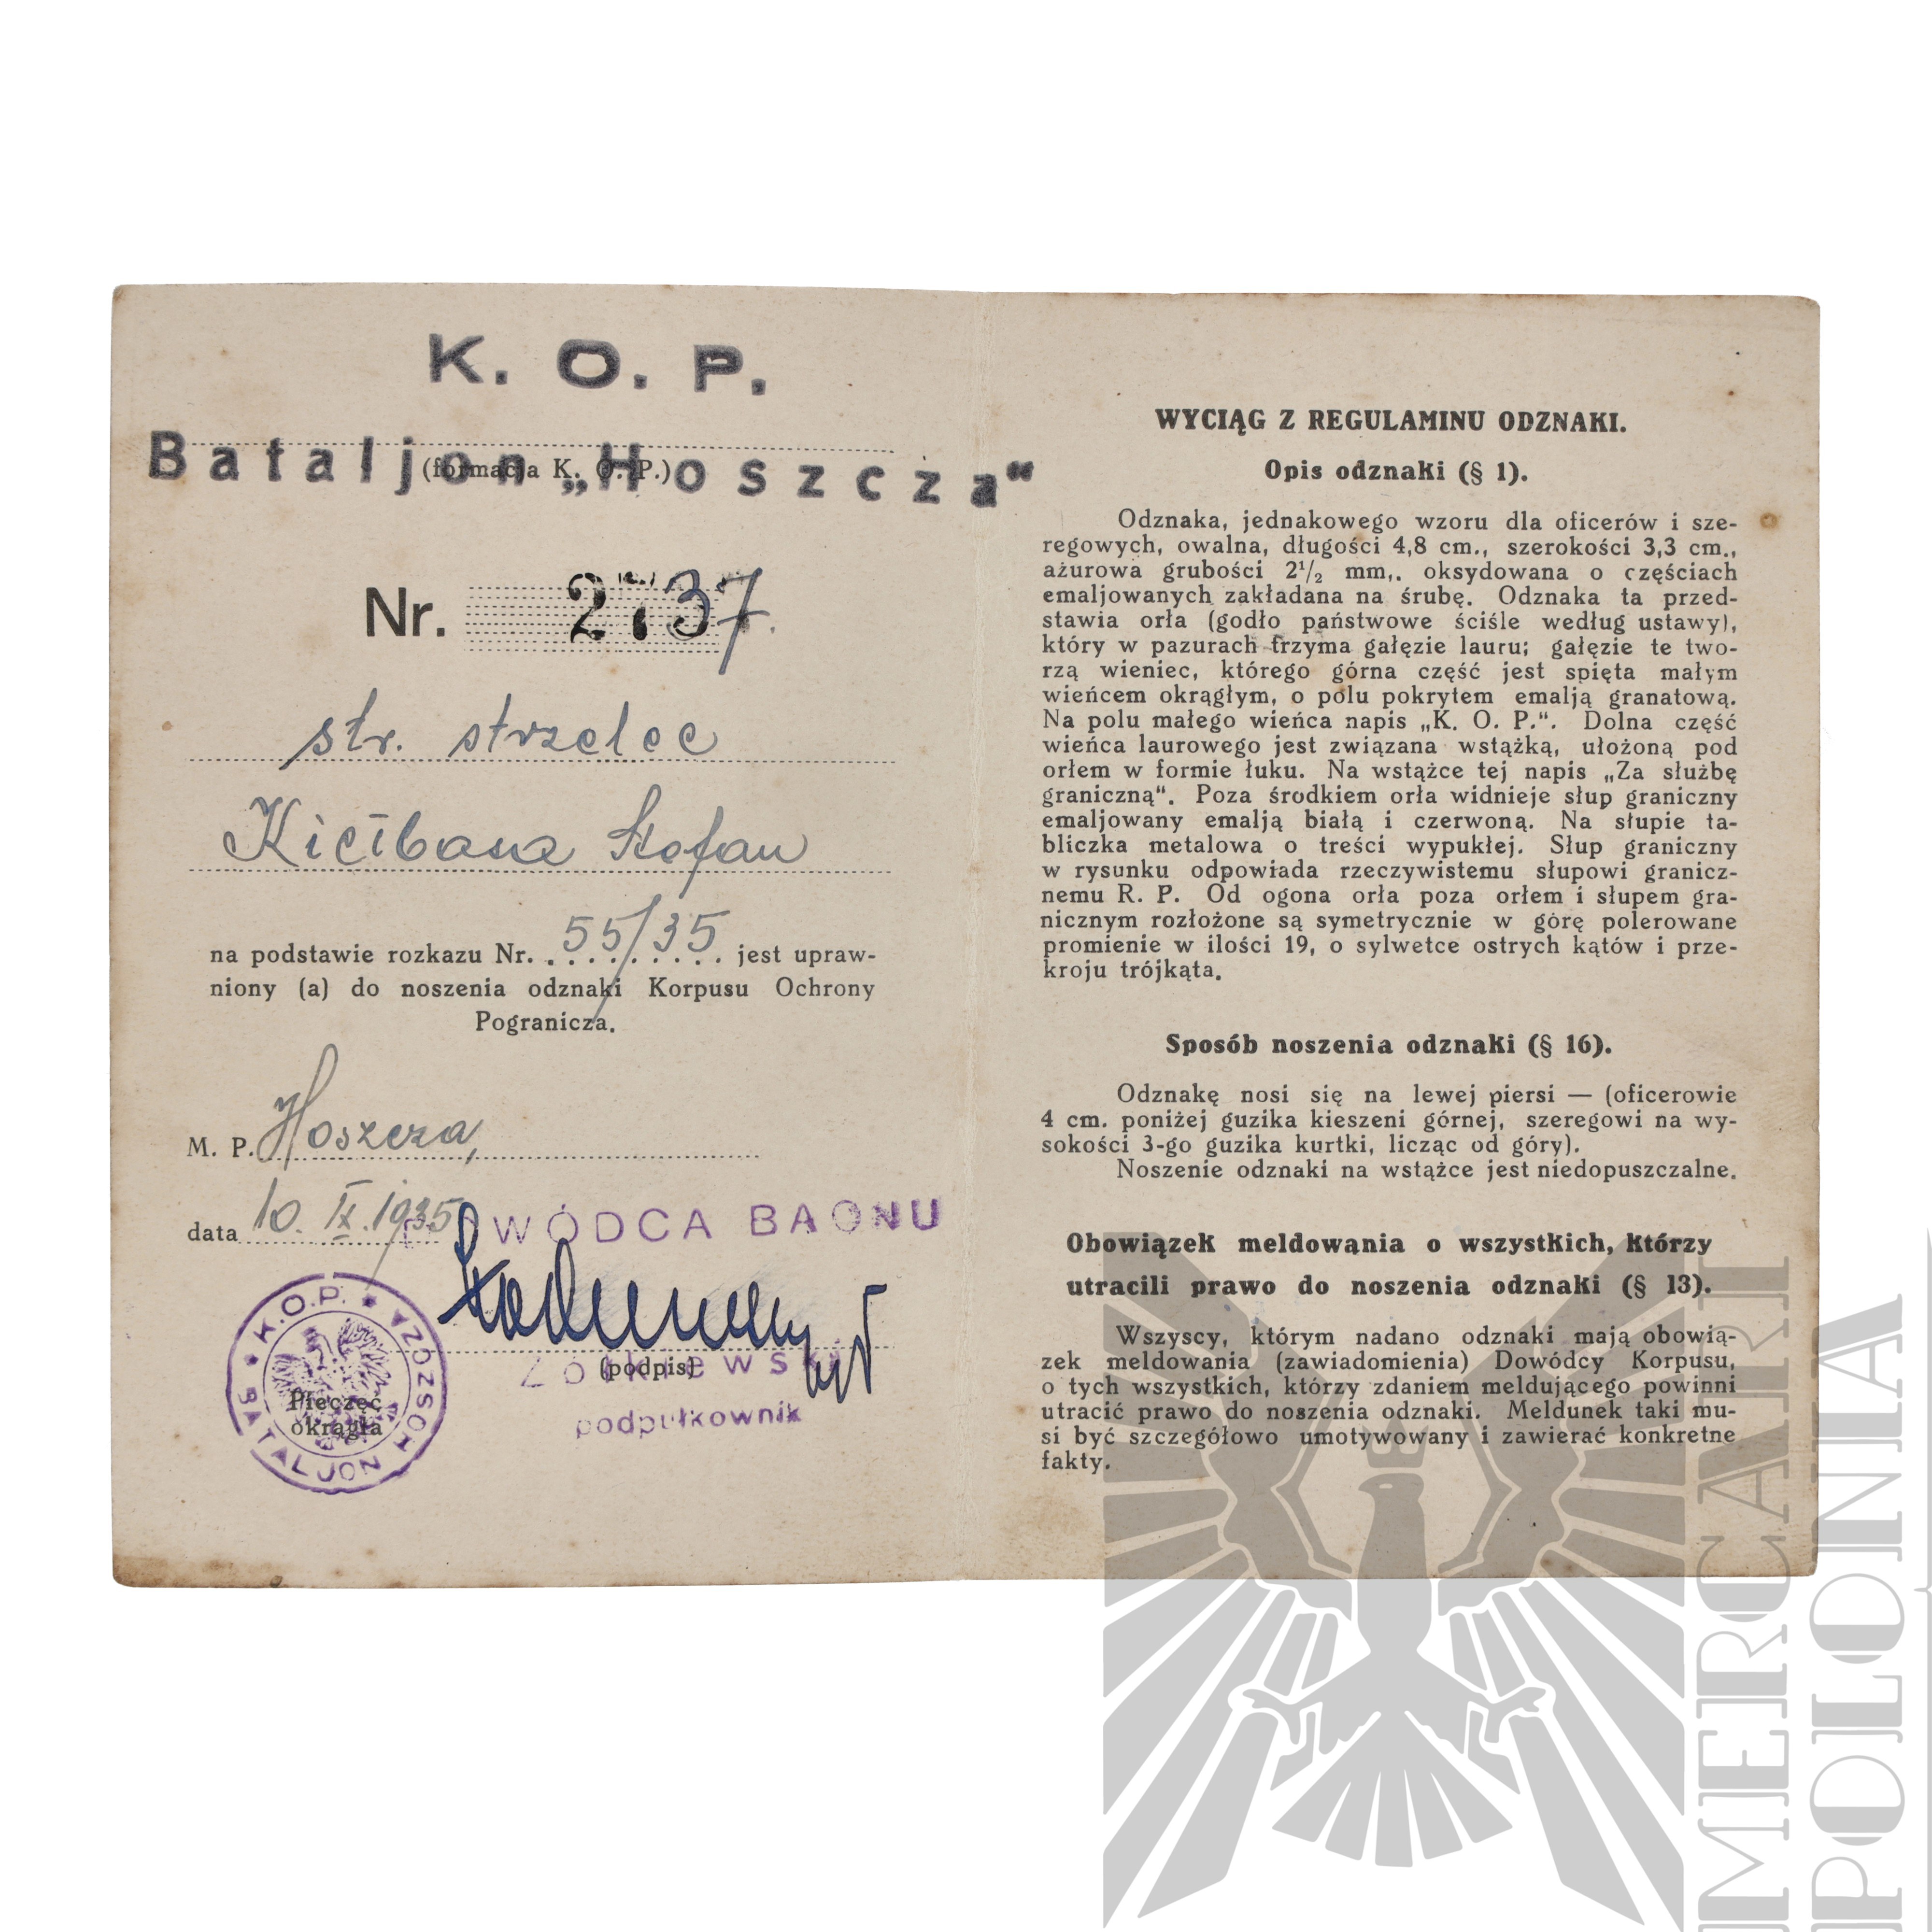 K. O. P.
Bataljon „Hoszcza“
(formacja K. O. P.)
Nr. 2737.
str. strzelec
Kicibana Stefan
na podstawie rozkazu Nr. 55/35 jest upraw-
niony (a) do noszenia odznaki Korpusu Ochrony
Pogranicza.
M. P. Hoszcza,
data 10. IX. 1935
DOWÓDCA BAONU
(podpis)
Żółkiewski
podpułkownik
K.O.P. * BATALJON HOSZCZA *
Pieczęć
okrągła
WYCIĄG Z REGULAMINU ODZNAKI.
Opis odznaki (§ 1).
Odznaka, jednakowego wzoru dla oficerów i sze-
regowych, owalna, długości 4,8 cm., szerokości 3,3 cm.,
ażurowa grubości 2¹/₂ mm,. oksydowana o częściach
emaljowanych zakładana na śrubę. Odznaka ta przed-
stawia orła (godło państwowe ściśle według ustawy),
który w pazurach trzyma gałęzie lauru; gałęzie te two-
rzą wieniec, którego górna część jest spięta małym
wieńcem okrągłym, o polu pokrytem emalją granatową.
Na polu małego wieńca napis „K. O. P.“. Dolna część
wieńca laurowego jest związana wstążką, ułożoną pod
orłem w formie łuku. Na wstążce tej napis „Za służbę
graniczną“. Poza środkiem orła widnieje słup graniczny
emaljowany emalją białą i czerwoną. Na słupie ta-
bliczka metalowa o treści wypukłej. Słup graniczny
w rysunku odpowiada rzeczywistemu słupowi granicz-
nemu R. P. Od ogona orła poza orłem i słupem gra-
nicznym rozłożone są symetrycznie w górę polerowane
promienie w ilości 19, o sylwetce ostrych kątów i prze-
kroju trójkąta.
Sposób noszenia odznaki (§ 16).
Odznakę nosi się na lewej piersi — (oficerowie
4 cm. poniżej guzika kieszeni górnej, szeregowi na wy-
sokości 3-go guzika kurtki, licząc od góry).
Noszenie odznaki na wstążce jest niedopuszczalne.
Obowiązek meldowania o wszystkich, którzy
utracili prawo do noszenia odznaki (§ 13).
Wszyscy, którym nadano odznaki mają obowią-
zek meldowania (zawiadomienia) Dowódcy Korpusu,
o tych wszystkich, którzy zdaniem meldującego powinni
utracić prawo do noszenia odznaki. Meldunek taki mu-
si być szczegółowo umotywowany i zawierać konkretne
fakty.
IMERCARII
POLONIA